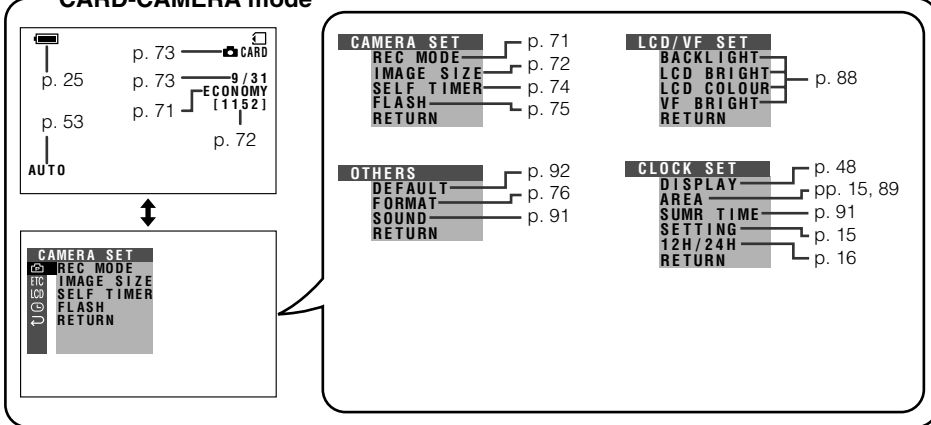 CARD-CAMERA mode
p. 73 CARD
p. 25
p. 73 9/31
p. 71 ECONOMY
[1152]
p. 53
p. 72
AUTO
CAMERA SET
REC MODE
ETC IMAGE SIZE
LCD SELF TIMER
FLASH
RETURN
CAMERA SET
REC MODE p. 71
IMAGE SIZE p. 72
SELF TIMER p. 74
FLASH p. 75
RETURN
LCD/VF SET
BACKLIGHT
LCD BRIGHT
LCD COLOUR
VF BRIGHT
p. 88
RETURN
OTHERS
DEFAULT p. 92
FORMAT p. 76
SOUND p. 91
RETURN
CLOCK SET
DISPLAY p. 48
AREA pp. 15, 89
SUMR TIME p. 91
SETTING p. 15
12H/24H p. 16
RETURN